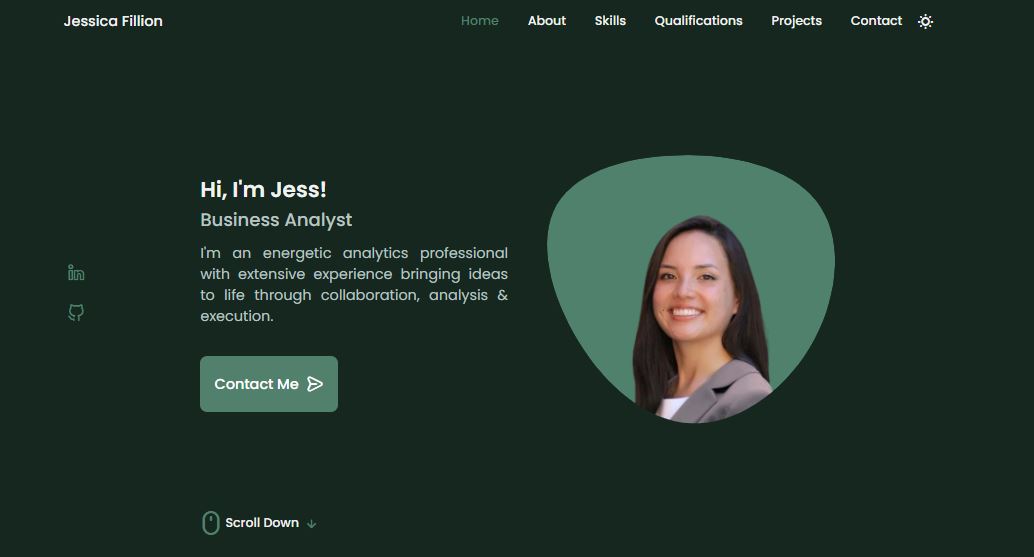 Jessica Fillion
Home
About
Skills
Qualifications
Projects
Contact
Hi, I'm Jess!
Business Analyst
I'm an energetic analytics professional
with extensive experience bringing ideas
to life through collaboration, analysis &
execution.
Contact Me
Scroll Down